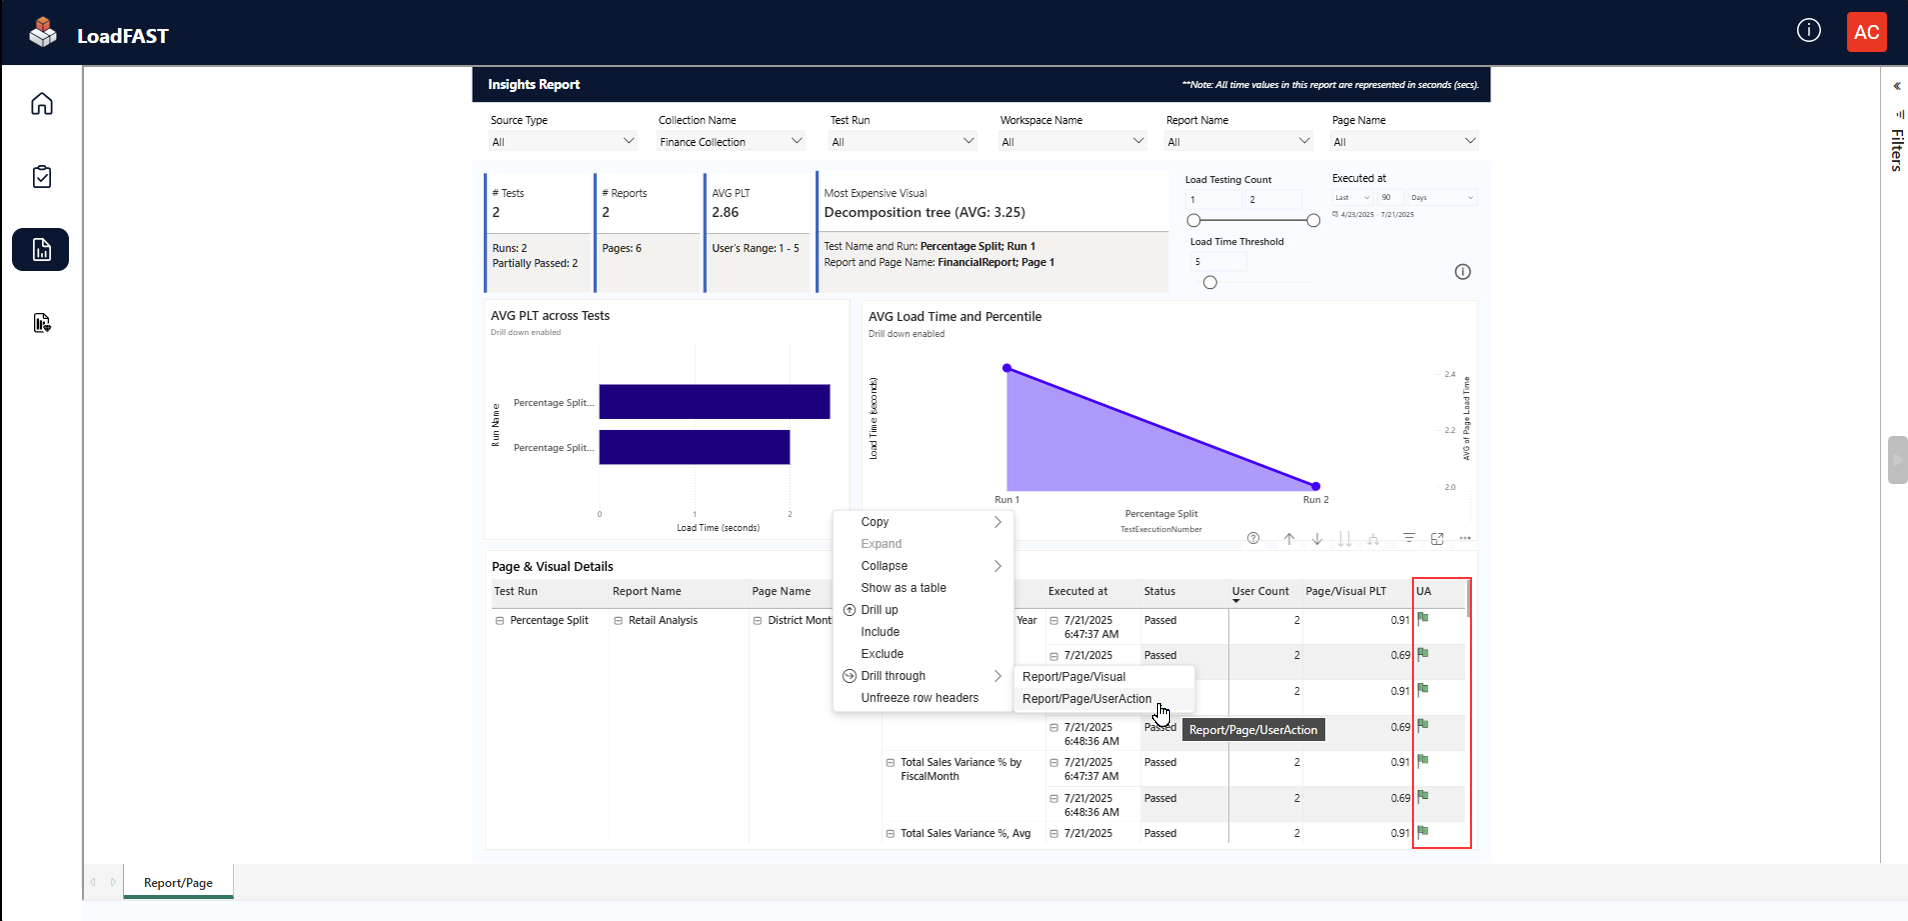 LoadFAST
AC
Insights Report
**Note: All time values in this report are represented in seconds (secs).
Source Type
Collection Name
Test Run
Workspace Name
Report Name
Page Name
All
Finance Collection
All
All
All
All
# Tests
2
Runs: 2
Partially Passed: 2
# Reports
2
Pages: 6
AVG PLT
2.86
User's Range: 1 - 5
Most Expensive Visual
Decomposition tree (AVG: 3.25)
Test Name and Run: Percentage Split; Run 1
Report and Page Name: FinancialReport; Page 1
Load Testing Count
1
2
Load Time Threshold
5
Executed at
Last
90
Days
4/23/2025 - 7/21/2025
Filters
AVG PLT across Tests
Drill down enabled
Run Name
Percentage Split...
Percentage Split...
0
1
2
Load Time (seconds)
AVG Load Time and Percentile
Drill down enabled
Load Time (seconds)
2.4
2.2
2.0
AVG of Page Load Time
Run 1
Run 2
Percentage Split
TestExecutionNumber
Copy
Expand
Collapse
Show as a table
Drill up
Include
Exclude
Drill through
Unfreeze row headers
Report/Page/Visual
Report/Page/UserAction
Report/Page/UserAction
Page & Visual Details
Test Run
Report Name
Page Name
Executed at
Status
User Count
Page/Visual PLT
UA
Percentage Split
Retail Analysis
District Mont
Year
7/21/2025
6:47:37 AM
Passed
2
0.91
7/21/2025
Passed
2
0.69
2
0.91
7/21/2025
6:48:36 AM
Passed
0.69
Total Sales Variance % by
FiscalMonth
7/21/2025
6:47:37 AM
Passed
2
0.91
7/21/2025
6:48:36 AM
Passed
2
0.69
Total Sales Variance %, Avg
7/21/2025
Passed
2
0.91
Report/Page